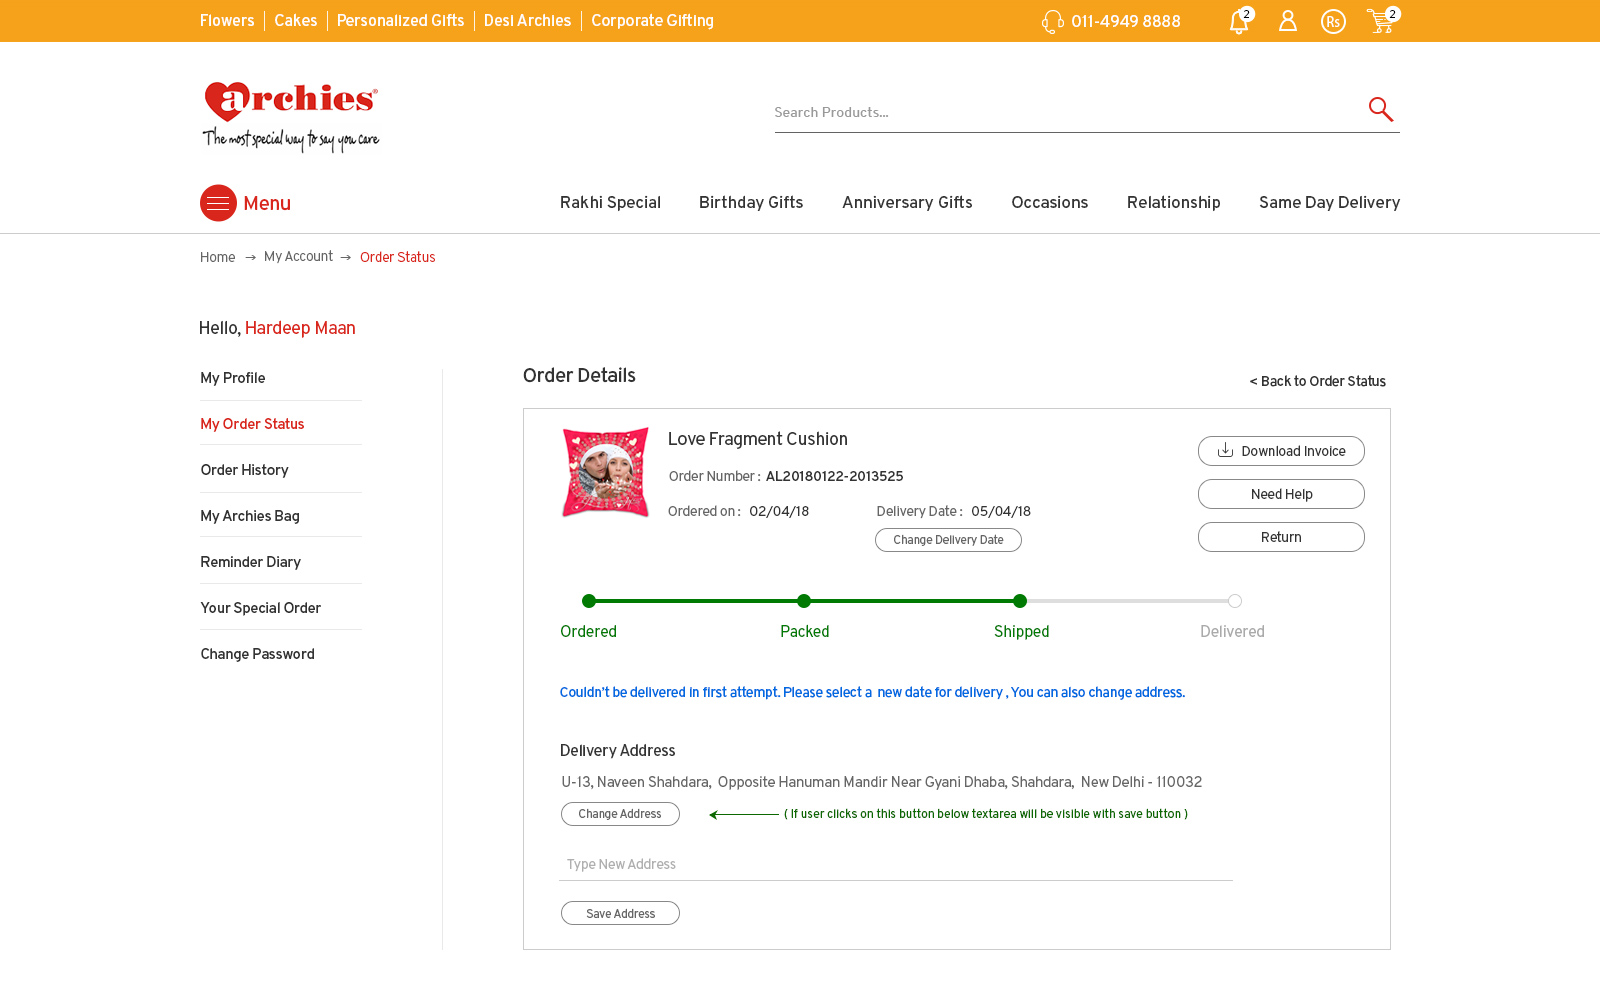 Flowers Cakes Personalized Gifts Desi Archies Corporate Gifting 011-4949 8888 2 Rs 2
archies®
The most special way to say you care
Search Products...
Menu Rakhi Special Birthday Gifts Anniversary Gifts Occasions Relationship Same Day Delivery
Home → My Account → Order Status
Hello, Hardeep Maan
My Profile
My Order Status
Order History
My Archies Bag
Reminder Diary
Your Special Order
Change Password
Order Details
< Back to Order Status
Love Fragment Cushion
Order Number : AL20180122-2013525
Ordered on : 02/04/18 Delivery Date : 05/04/18
Change Delivery Date
Download Invoice
Need Help
Return
Ordered Packed Shipped Delivered
Couldn't be delivered in first attempt. Please select a new date for delivery , You can also change address.
Delivery Address
U-13, Naveen Shahdara, Opposite Hanuman Mandir Near Gyani Dhaba, Shahdara, New Delhi - 110032
Change Address ( If user clicks on this button below textarea will be visible with save button )
Type New Address
Save Address